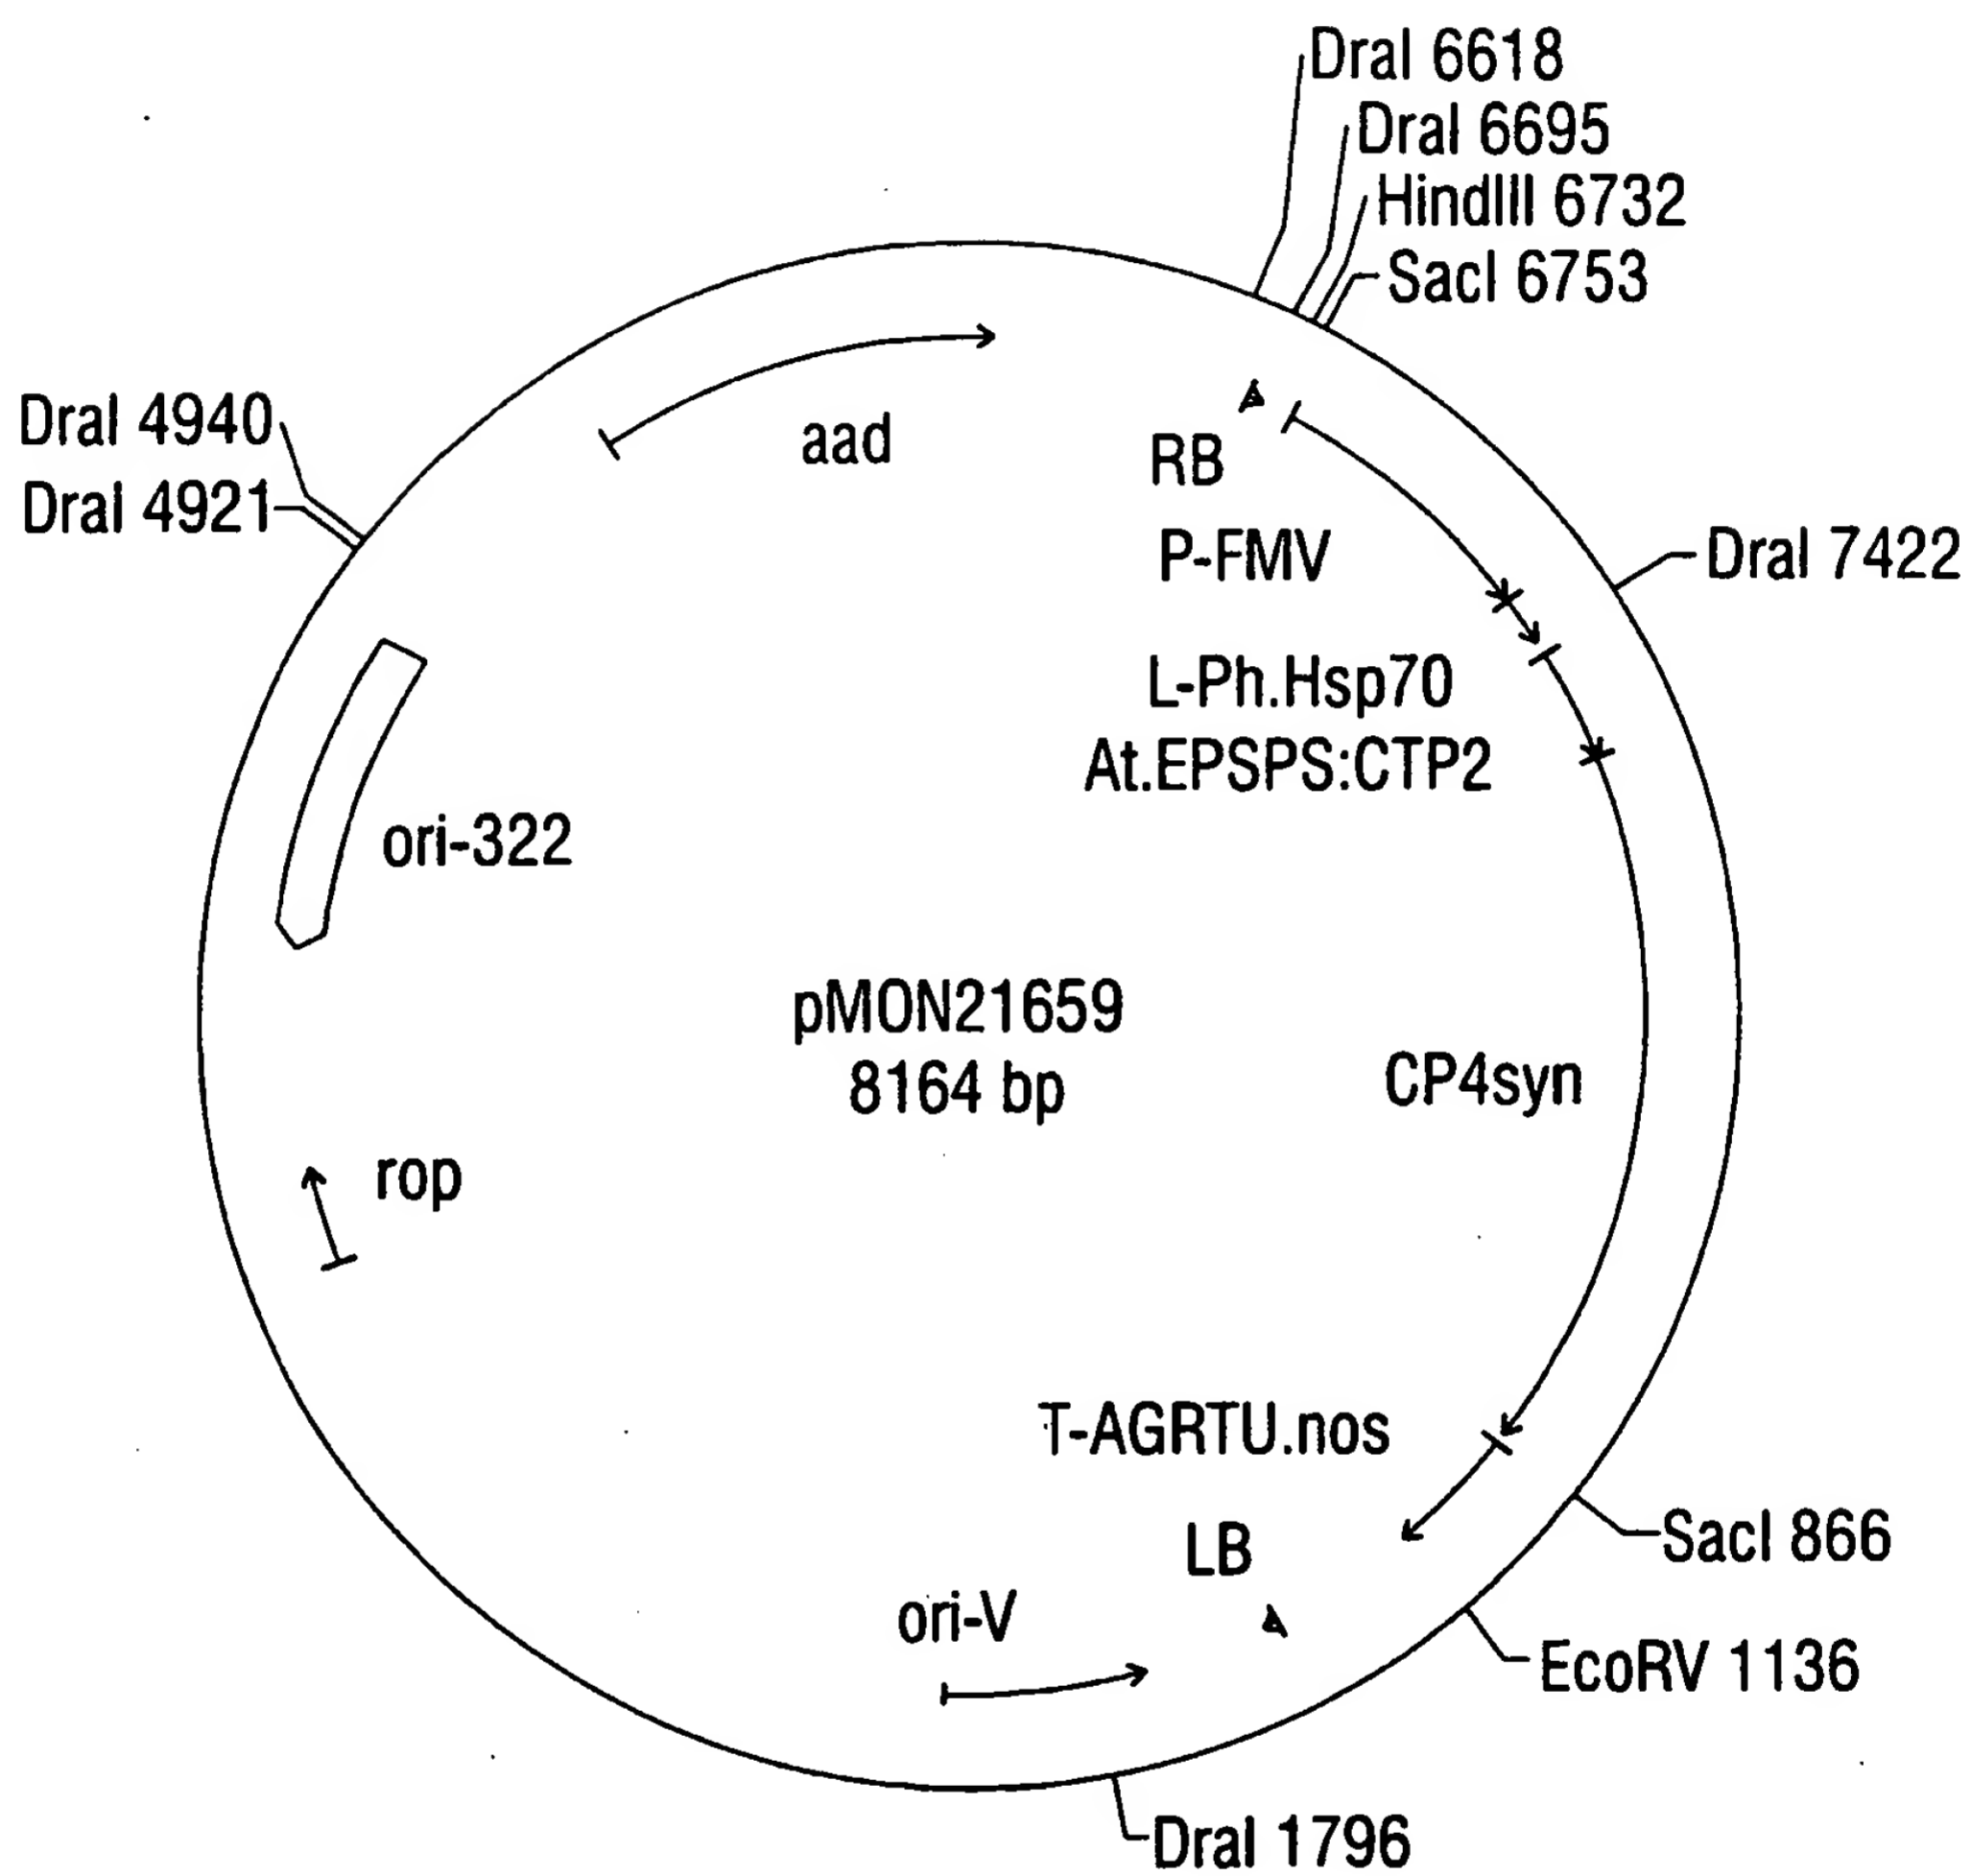 DraI 6618
DraI 6695
HindIII 6732
SacI 6753
DraI 4940
DraI 4921
aad
RB
P-FMV
DraI 7422
L-Ph.Hsp70
At.EPSPS:CTP2
ori-322
pMON21659
8164 bp
CP4syn
rop
T-AGRTU.nos
LB
SacI 866
ori-V
EcoRV 1136
DraI 1796